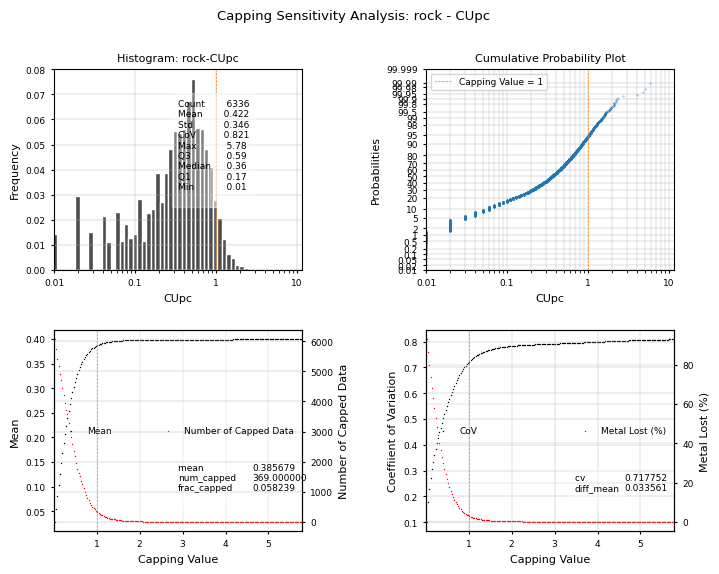 Capping Sensitivity Analysis: rock - CUpc
Histogram: rock-CUpc
Frequency
0.08
0.07
0.06
0.05
0.04
0.03
0.02
0.01
0.00
Count 6336
Mean 0.422
Std 0.346
CoV 0.821
Max 5.78
Q3 0.59
Median 0.36
Q1 0.17
Min 0.01
0.01 0.1 1 10
CUpc
Cumulative Probability Plot
Probabilities
99.999
99.99
99.98
99.95
99.9
99.8
99.5
99
98
95
90
80
70
60
50
40
30
20
10
5
2
1
0.5
0.2
0.1
0.05
0.02
0.01
Capping Value = 1
0.01 0.1 1 10
CUpc
Mean
0.40
0.35
0.30
0.25
0.20
0.15
0.10
0.05
Mean
Number of Capped Data
mean 0.385679
num_capped 369.000000
frac_capped 0.058239
6000
5000
4000
3000
2000
1000
0
Number of Capped Data
1 2 3 4 5
Capping Value
Coeffiient of Variation
0.8
0.7
0.6
0.5
0.4
0.3
0.2
0.1
CoV
Metal Lost (%)
cv 0.717752
diff_mean 0.033561
80
60
40
20
0
Metal Lost (%)
1 2 3 4 5
Capping Value